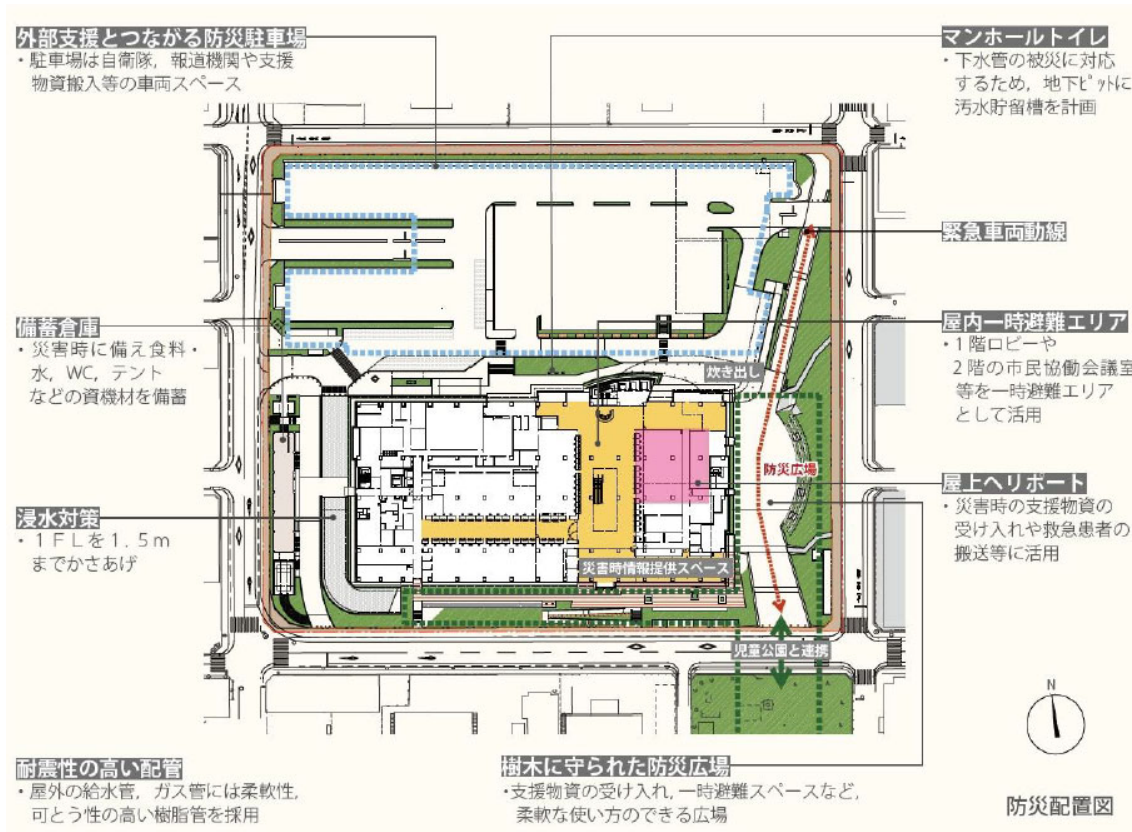 外部支援とつながる防災駐車場
・駐車場は自衛隊，報道機関や支援
物資搬入等の車両スペース
マンホールトイレ
・下水管の被災に対応
するため，地下ピットに
汚水貯留槽を計画
緊急車両動線
備蓄倉庫
・災害時に備え食料・
水，WC，テント
などの資機材を備蓄
屋内一時避難エリア
・1階ロビーや
2階の市民協働会議室
等を一時避難エリア
として活用
炊き出し
防災広場
屋上ヘリポート
・災害時の支援物資の
受け入れや救急患者の
搬送等に活用
浸水対策
・1FLを1.5m
までかさあげ
災害時情報提供スペース
児童公園と連携
耐震性の高い配管
・屋外の給水管，ガス管には柔軟性，
可とう性の高い樹脂管を採用
樹木に守られた防災広場
・支援物資の受け入れ，一時避難スペースなど，
柔軟な使い方のできる広場
N
防災配置図